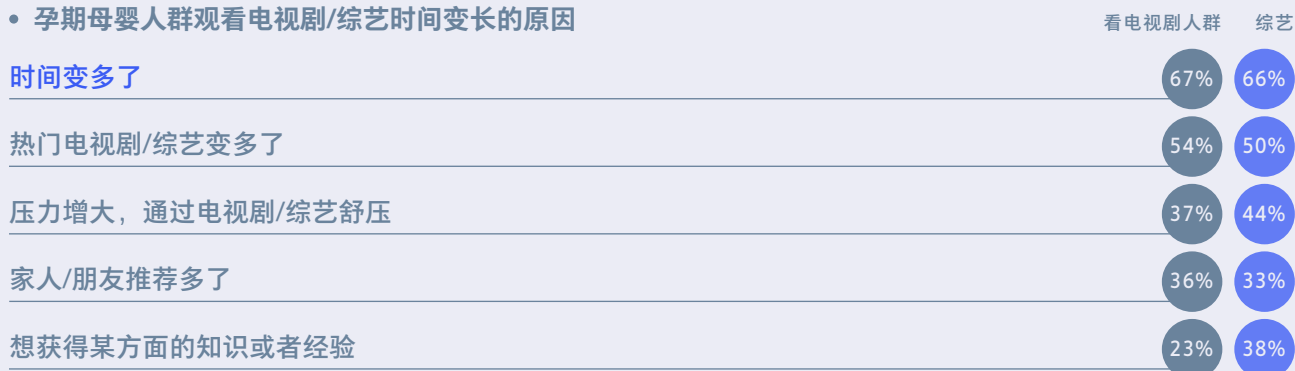 • 孕期母婴人群观看电视剧/综艺时间变长的原因
看电视剧人群 综艺
时间变多了 67% 66%
热门电视剧/综艺变多了 54% 50%
压力增大，通过电视剧/综艺舒压 37% 44%
家人/朋友推荐多了 36% 33%
想获得某方面的知识或者经验 23% 38%